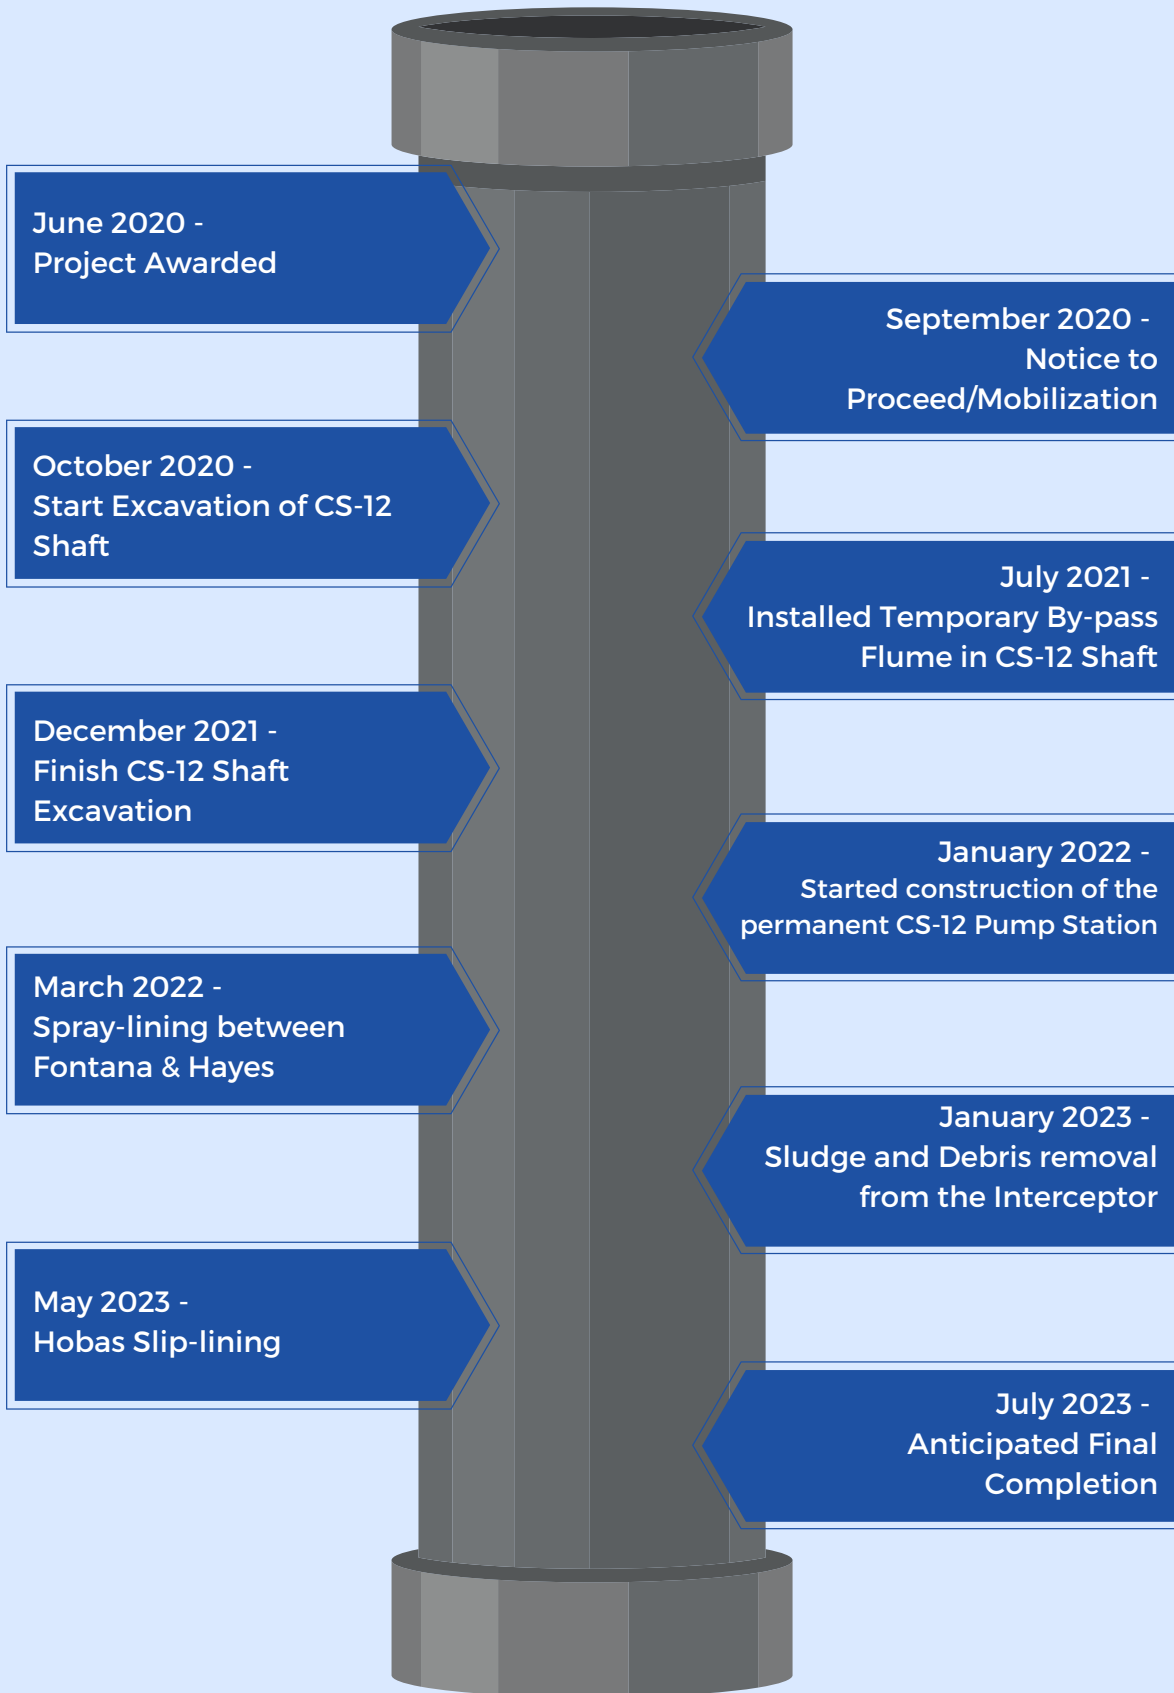 June 2020 -
Project Awarded
September 2020 -
Notice to
Proceed/Mobilization
October 2020 -
Start Excavation of CS-12
Shaft
July 2021 -
Installed Temporary By-pass
Flume in CS-12 Shaft
December 2021 -
Finish CS-12 Shaft
Excavation
January 2022 -
Started construction of the
permanent CS-12 Pump Station
March 2022 -
Spray-lining between
Fontana & Hayes
January 2023 -
Sludge and Debris removal
from the Interceptor
May 2023 -
Hobas Slip-lining
July 2023 -
Anticipated Final
Completion